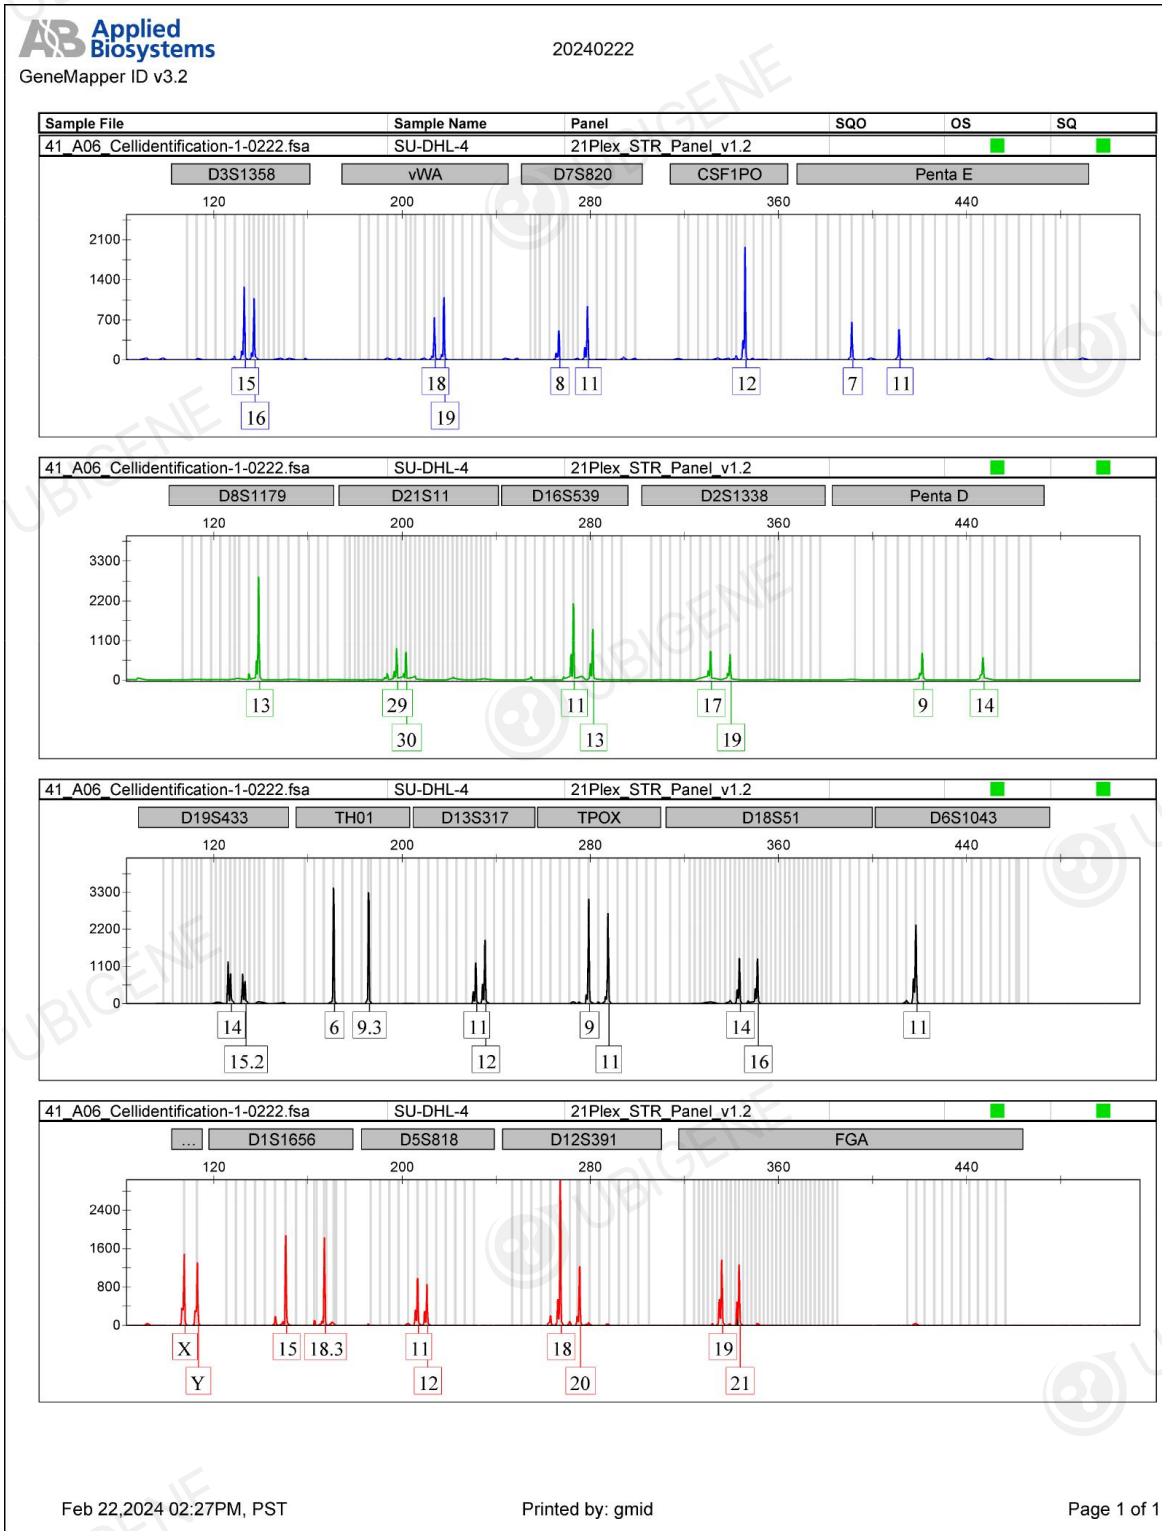 AB Applied Biosystems
20240222
GeneMapper ID v3.2
Sample File Sample Name Panel SQO OS SQ
41_A06_Cellidentification-1-0222.fsa SU-DHL-4 21Plex_STR_Panel_v1.2
D3S1358 vWA D7S820 CSF1PO Penta E
120 200 280 360 440
2100
1400
700
0
15 18 8 11 12 7 11
16 19
41_A06_Cellidentification-1-0222.fsa SU-DHL-4 21Plex_STR_Panel_v1.2
D8S1179 D21S11 D16S539 D2S1338 Penta D
120 200 280 360 440
3300
2200
1100
0
13 29 11 17 9 14
30 13 19
41_A06_Cellidentification-1-0222.fsa SU-DHL-4 21Plex_STR_Panel_v1.2
D19S433 TH01 D13S317 TPOX D18S51 D6S1043
120 200 280 360 440
3300
2200
1100
0
14 6 9.3 11 9 14 11
15.2 12 11 16
41_A06_Cellidentification-1-0222.fsa SU-DHL-4 21Plex_STR_Panel_v1.2
... D1S1656 D5S818 D12S391 FGA
120 200 280 360 440
2400
1600
800
0
X 15 18.3 11 18 19
Y 12 20 21
Feb 22,2024 02:27PM, PST Printed by: gmid Page 1 of 1
UBIGENE
UBIGENE
UBIGENE
UBIGENE
UBIGENE
UBIGENE